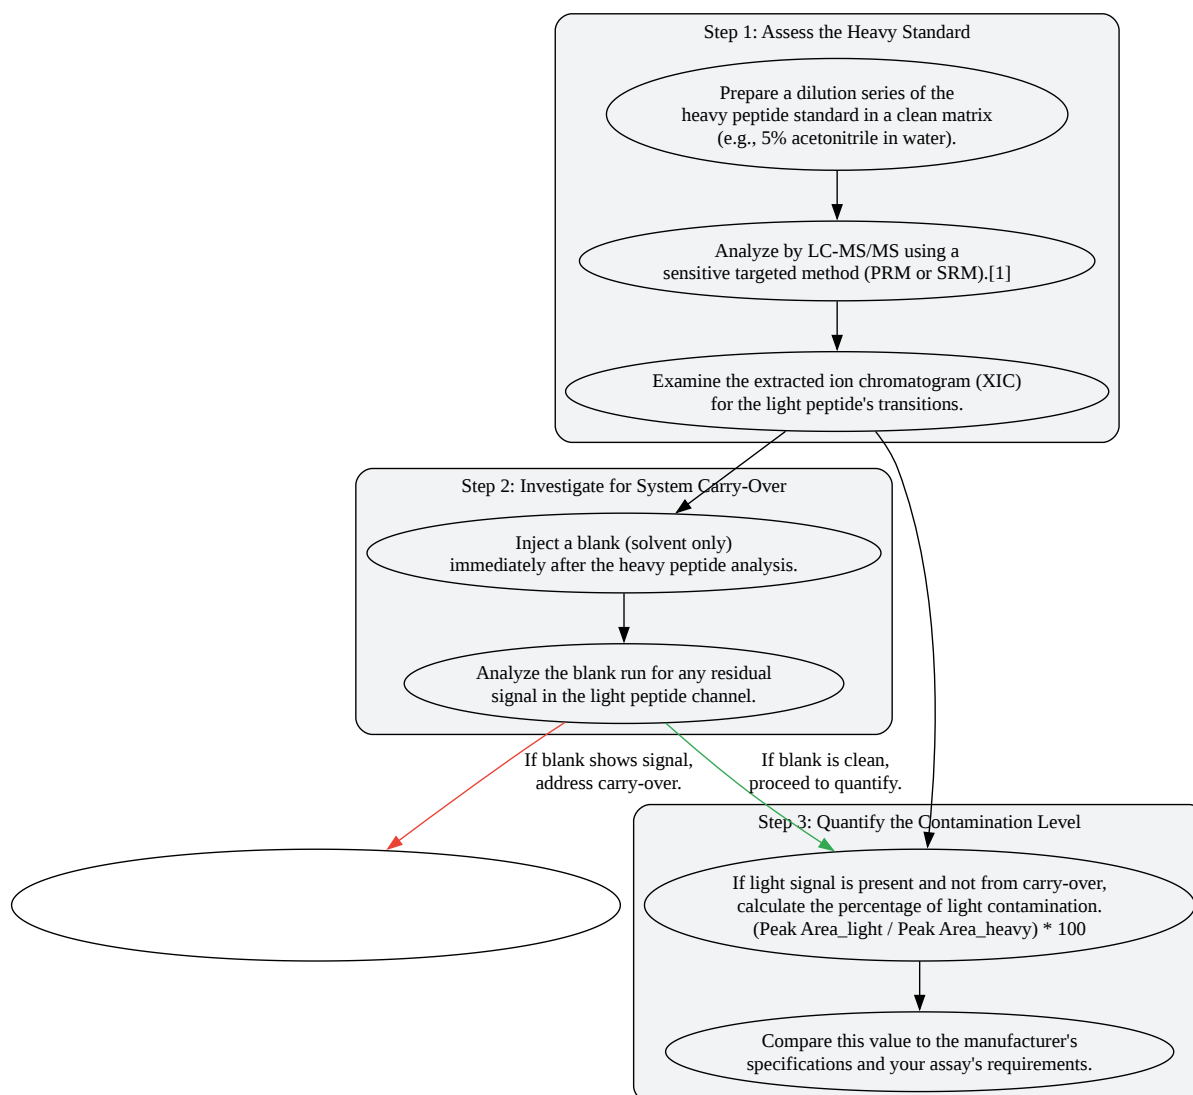 Step 1: Assess the Heavy Standard
Prepare a dilution series of the
heavy peptide standard in a clean matrix
(e.g., 5% acetonitrile in water).
Analyze by LC-MS/MS using a
sensitive targeted method (PRM or SRM).[1]
Examine the extracted ion chromatogram (XIC)
for the light peptide's transitions.
Step 2: Investigate for System Carry-Over
Inject a blank (solvent only)
immediately after the heavy peptide analysis.
Analyze the blank run for any residual
signal in the light peptide channel.
If blank shows signal,
address carry-over.
If blank is clean,
proceed to quantify.
Step 3: Quantify the Contamination Level
If light signal is present and not from carry-over,
calculate the percentage of light contamination.
(Peak Area_light / Peak Area_heavy) * 100
Compare this value to the manufacturer's
specifications and your assay's requirements.